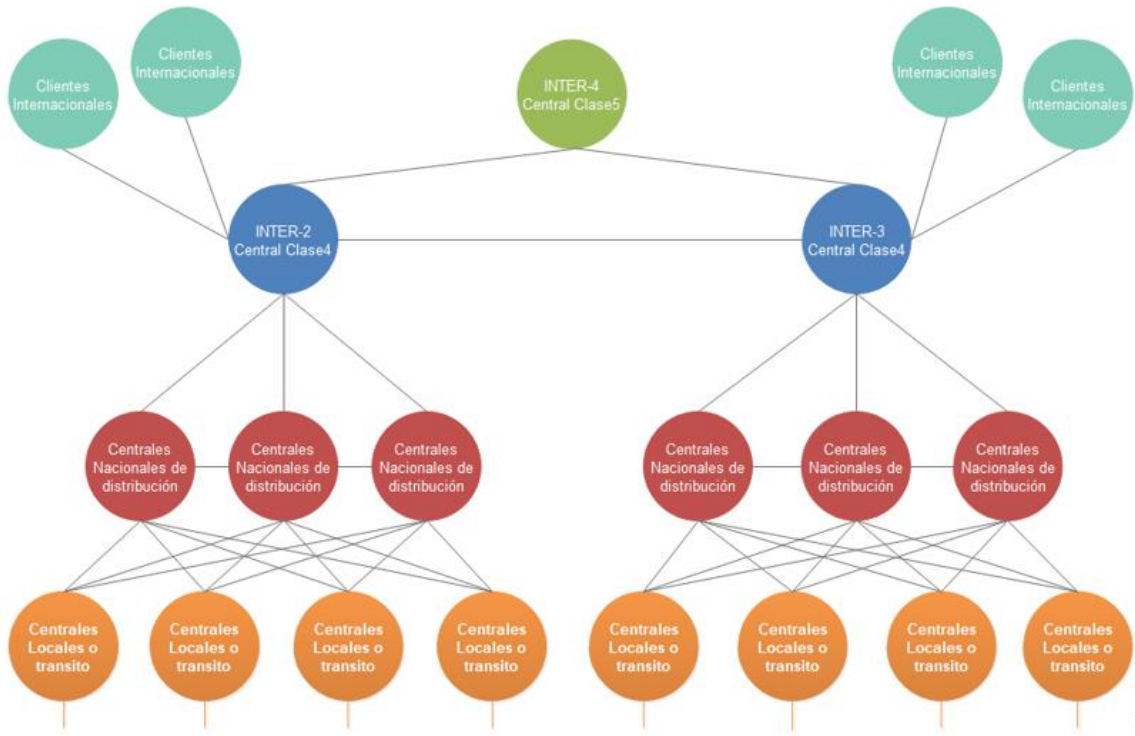 Clientes
Internacionales
Clientes
Internacionales
INTER-4
Central Clase5
Clientes
Internacionales
Clientes
Internacionales
INTER-2
Central Clase4
INTER-3
Central Clase4
Centrales
Nacionales de
distribución
Centrales
Nacionales de
distribución
Centrales
Nacionales de
distribución
Centrales
Nacionales de
distribución
Centrales
Nacionales de
distribución
Centrales
Nacionales de
distribución
Centrales
Locales o
transito
Centrales
Locales o
transito
Centrales
Locales o
transito
Centrales
Locales o
transito
Centrales
Locales o
transito
Centrales
Locales o
transito
Centrales
Locales o
transito
Centrales
Locales o
transito